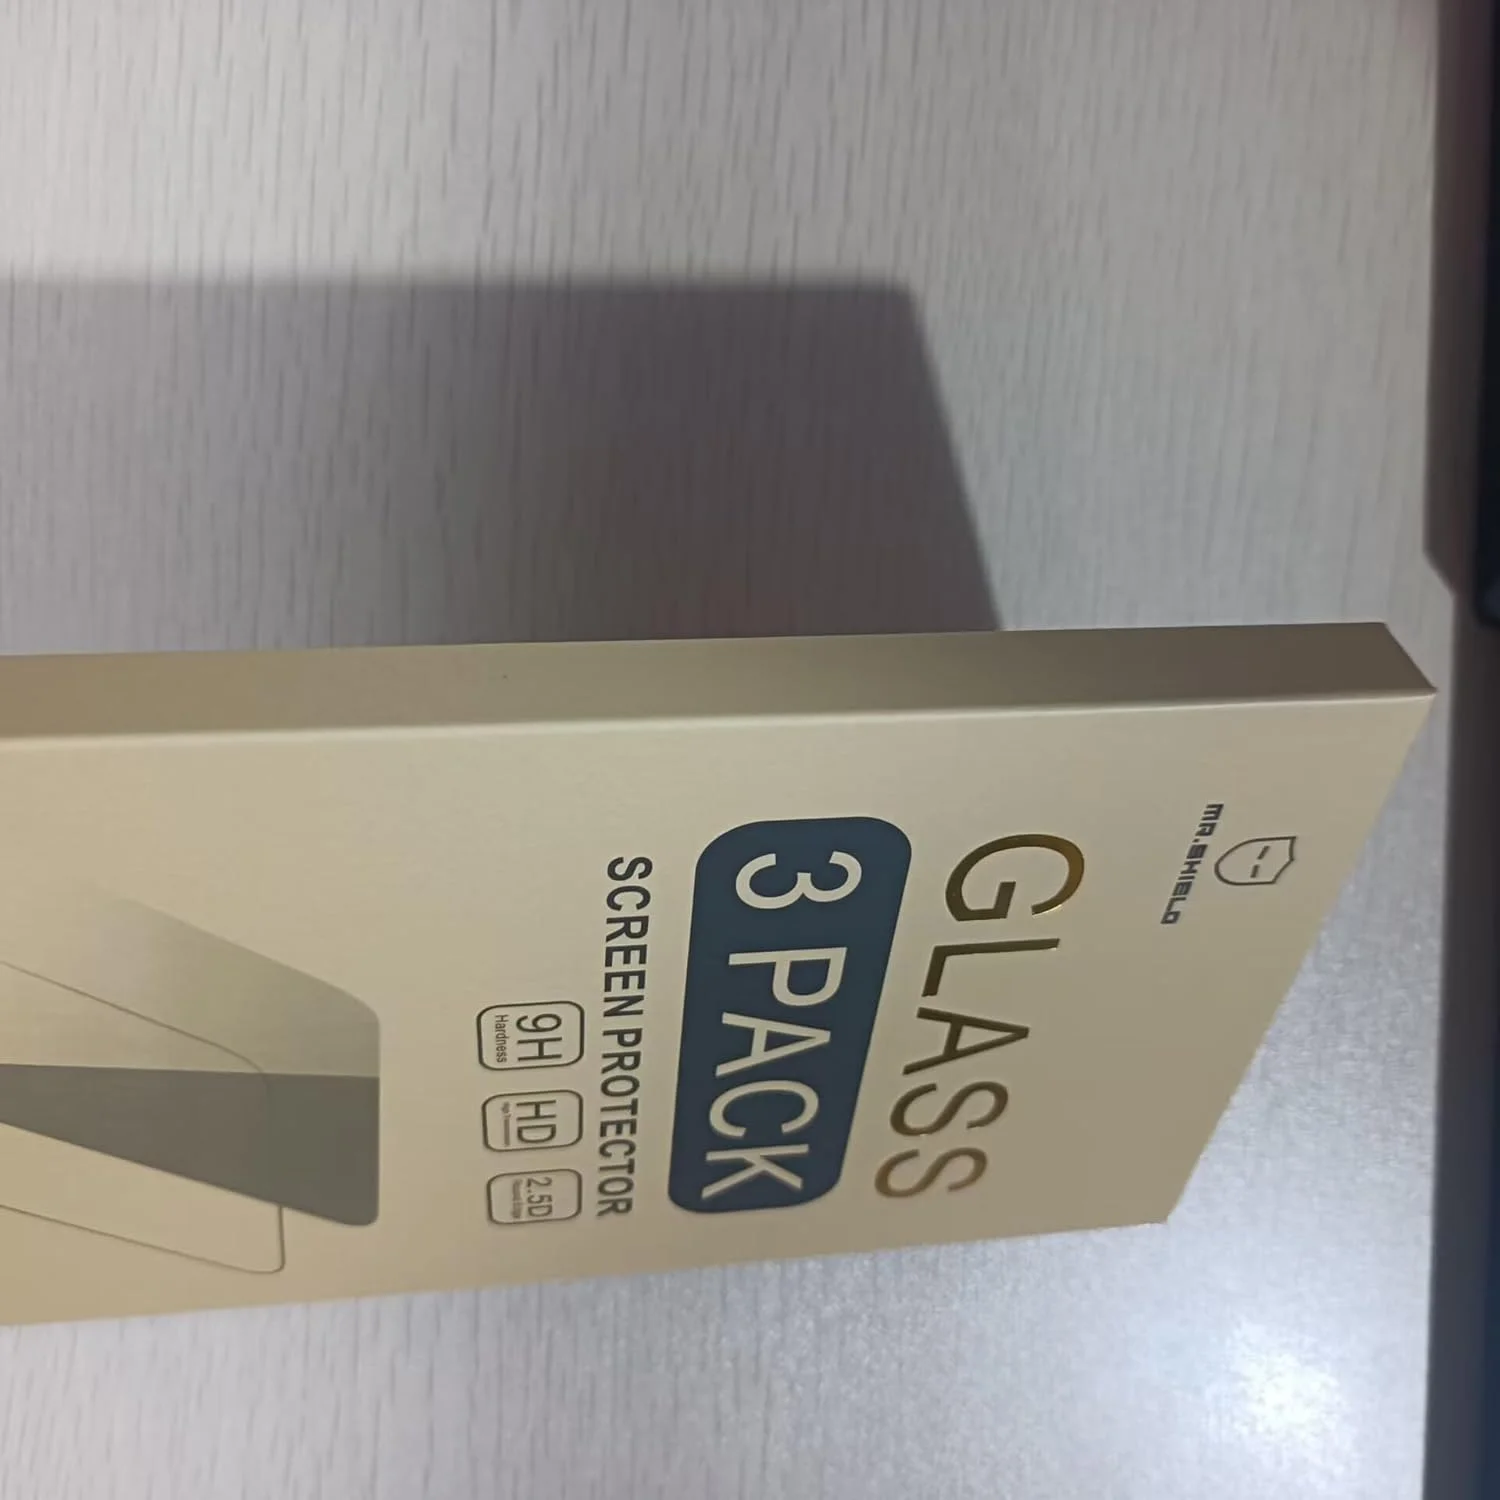 MR.SHIELD
GLASS
3 PACK
SCREEN PROTECTOR
9H
Hardness
HD
2.5D